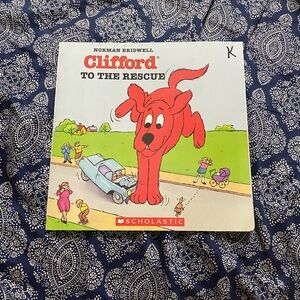 NORMAN BRIDWELL
K
Clifford®
TO THE RESCUE
SCHOLASTIC